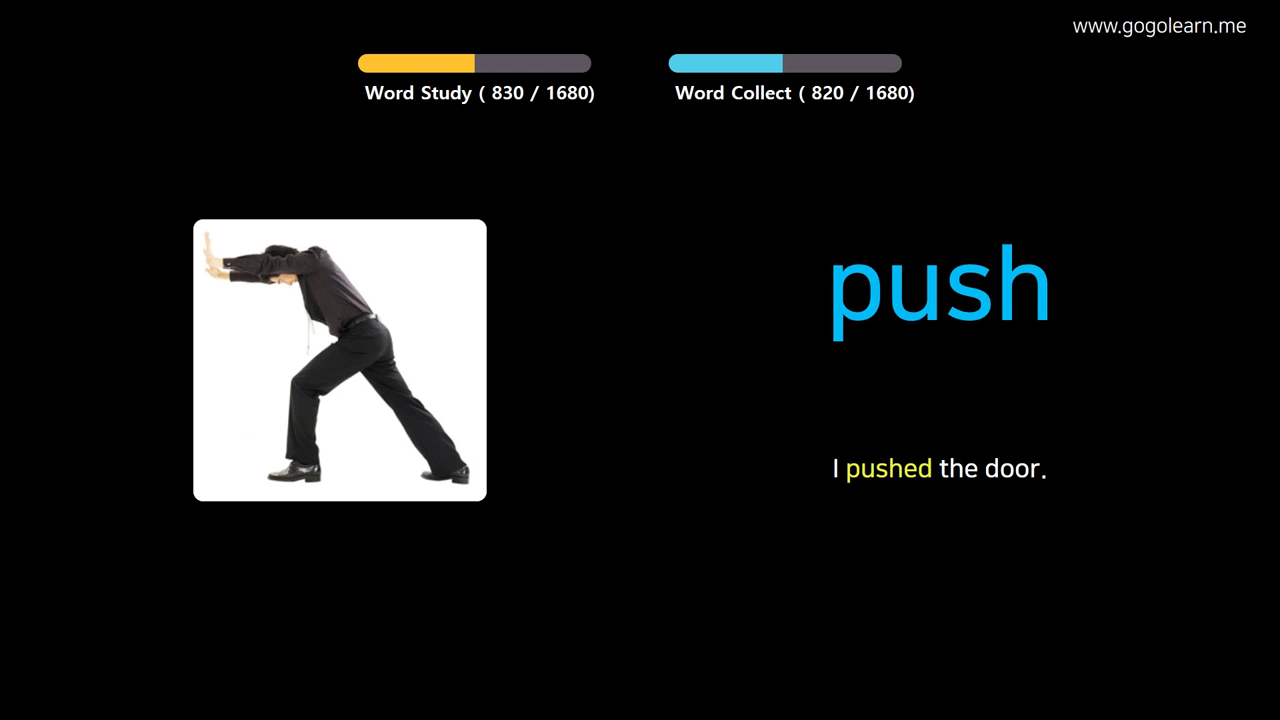 www.gogolearn.me
Word Study ( 830 / 1680)
Word Collect ( 820 / 1680)
push
I pushed the door.